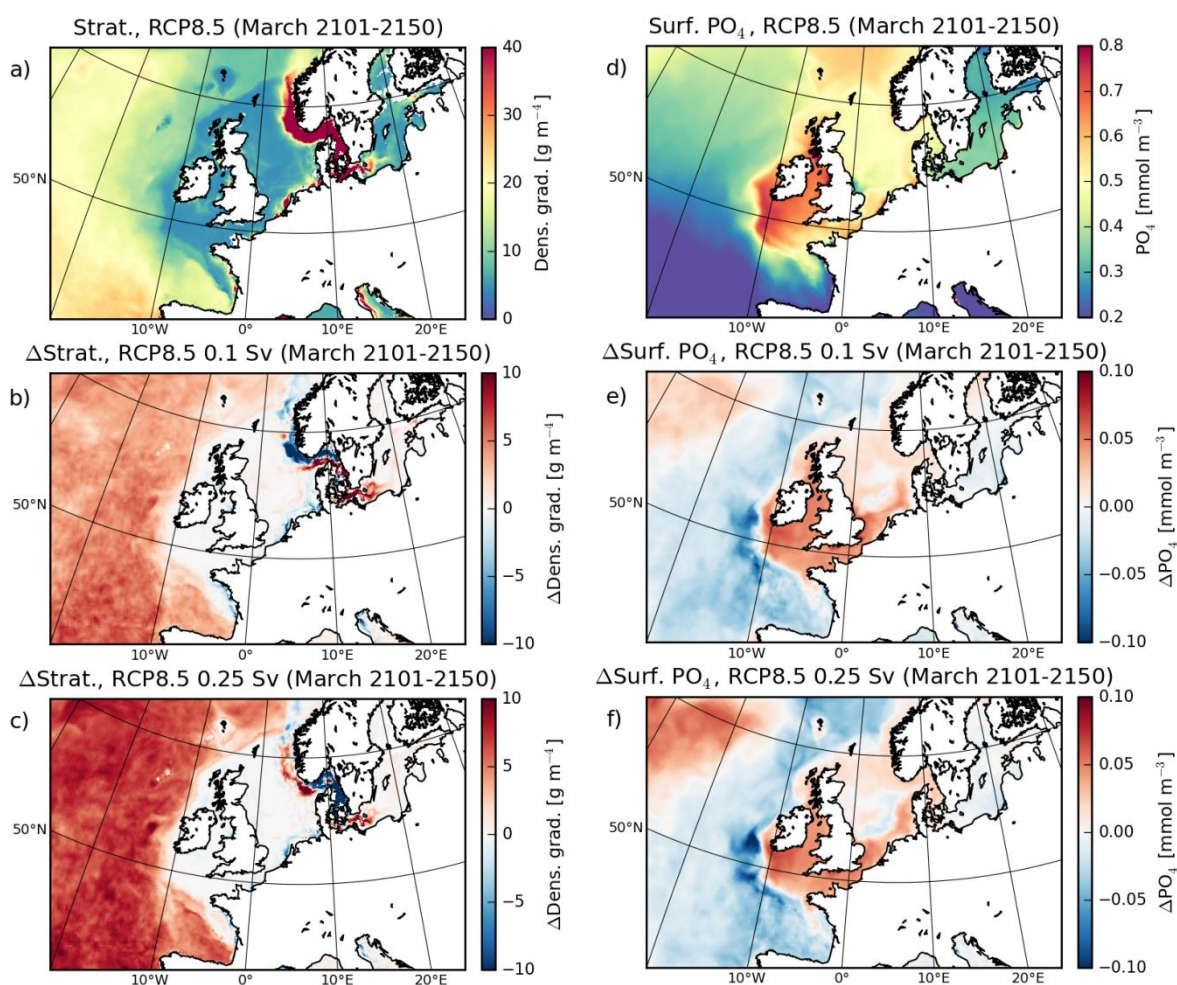 Strat., RCP8.5 (March 2101-2150)
a)
50°N
10°W 0° 10°E 20°E
40
30
20
10
0
Dens. grad. [g m⁻⁴]
Surf. PO₄, RCP8.5 (March 2101-2150)
d)
50°N
10°W 0° 10°E 20°E
0.8
0.7
0.6
0.5
0.4
0.3
0.2
PO₄ [mmol m⁻³]
ΔStrat., RCP8.5 0.1 Sv (March 2101-2150)
b)
50°N
10°W 0° 10°E 20°E
10
5
0
−5
−10
ΔDens. grad. [g m⁻⁴]
ΔSurf. PO₄, RCP8.5 0.1 Sv (March 2101-2150)
e)
50°N
10°W 0° 10°E 20°E
0.10
0.05
0.00
−0.05
−0.10
ΔPO₄ [mmol m⁻³]
ΔStrat., RCP8.5 0.25 Sv (March 2101-2150)
c)
50°N
10°W 0° 10°E 20°E
10
5
0
−5
−10
ΔDens. grad. [g m⁻⁴]
ΔSurf. PO₄, RCP8.5 0.25 Sv (March 2101-2150)
f)
50°N
10°W 0° 10°E 20°E
0.10
0.05
0.00
−0.05
−0.10
ΔPO₄ [mmol m⁻³]